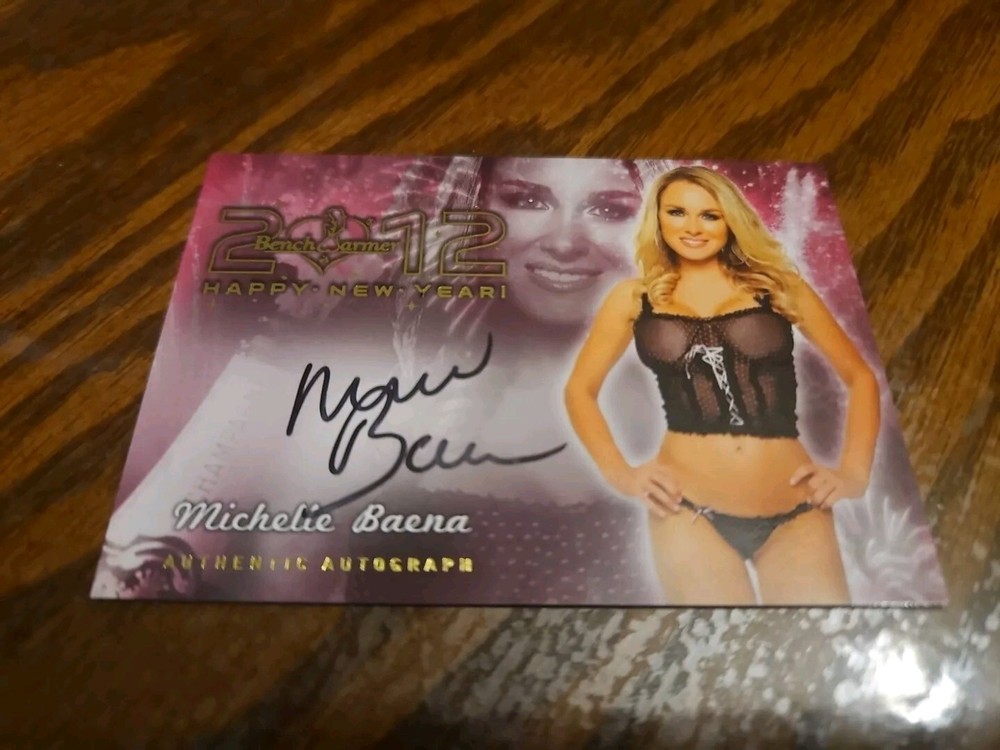 2012
BenchWarmer
HAPPY·NEW·YEAR!
Michelle Baena
AUTHENTIC AUTOGRAPH